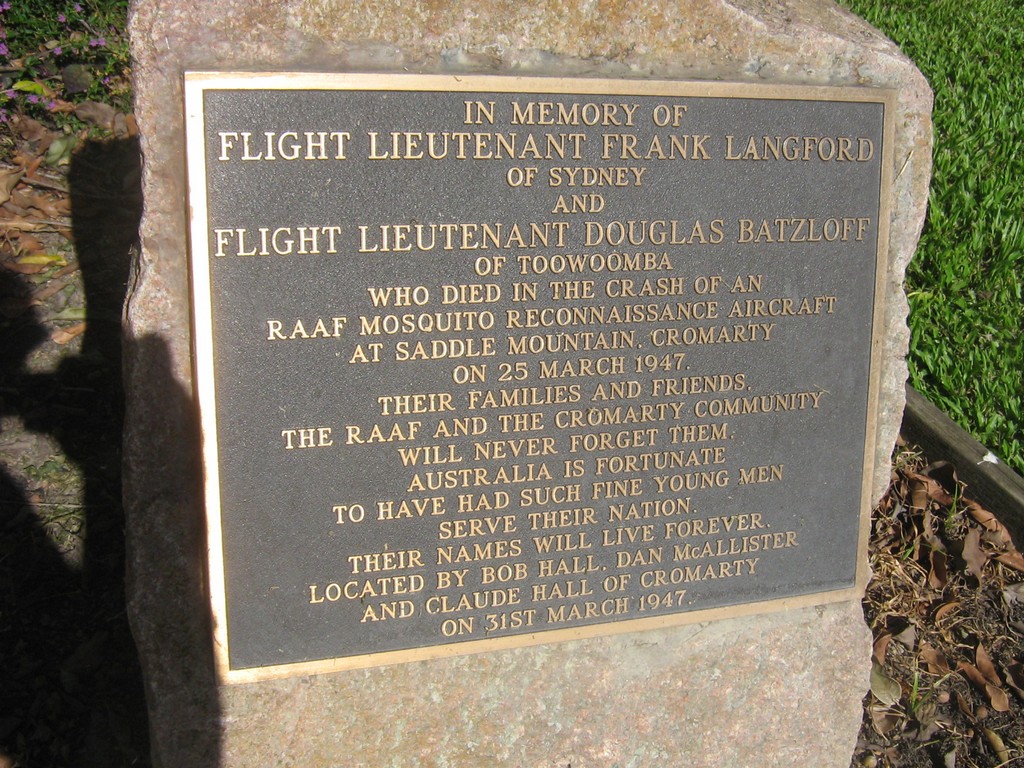 IN MEMORY OF
FLIGHT LIEUTENANT FRANK LANGFORD
OF SYDNEY
AND
FLIGHT LIEUTENANT DOUGLAS BATZLOFF
OF TOOWOOMBA
WHO DIED IN THE CRASH OF AN
RAAF MOSQUITO RECONNAISSANCE AIRCRAFT
AT SADDLE MOUNTAIN, CROMARTY
ON 25 MARCH 1947.
THEIR FAMILIES AND FRIENDS,
THE RAAF AND THE CROMARTY COMMUNITY
WILL NEVER FORGET THEM.
AUSTRALIA IS FORTUNATE
TO HAVE HAD SUCH FINE YOUNG MEN
SERVE THEIR NATION.
THEIR NAMES WILL LIVE FOREVER.
LOCATED BY BOB HALL, DAN McALLISTER
AND CLAUDE HALL OF CROMARTY
ON 31ST MARCH 1947.